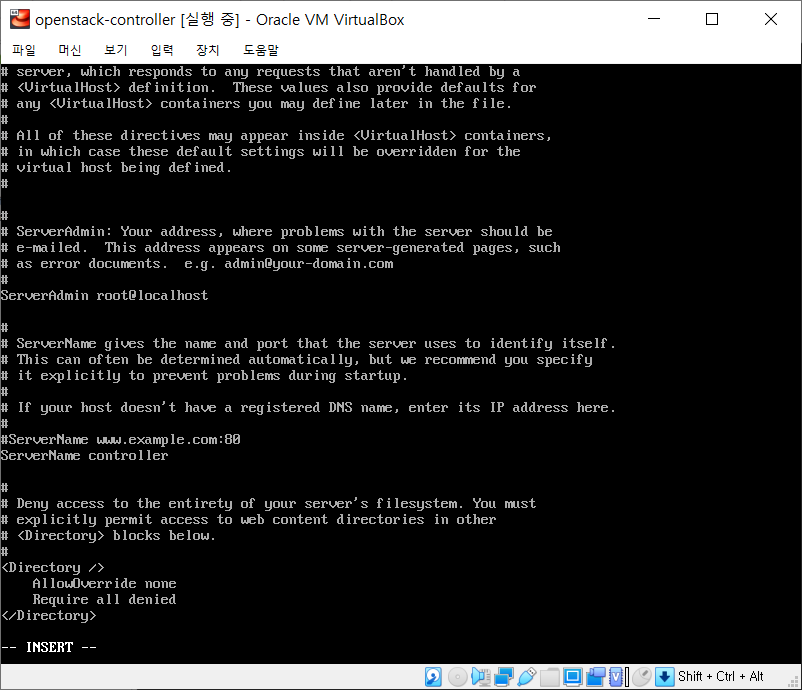 openstack-controller [실행 중] - Oracle VM VirtualBox
파일 머신 보기 입력 장치 도움말
# server, which responds to any requests that aren't handled by a
# <VirtualHost> definition.  These values also provide defaults for
# any <VirtualHost> containers you may define later in the file.
#
# All of these directives may appear inside <VirtualHost> containers,
# in which case these default settings will be overridden for the
# virtual host being defined.
#
#
# ServerAdmin: Your address, where problems with the server should be
# e-mailed.  This address appears on some server-generated pages, such
# as error documents.  e.g. admin@your-domain.com
#
ServerAdmin root@localhost
#
# ServerName gives the name and port that the server uses to identify itself.
# This can often be determined automatically, but we recommend you specify
# it explicitly to prevent problems during startup.
#
# If your host doesn't have a registered DNS name, enter its IP address here.
#
#ServerName www.example.com:80
ServerName controller
#
# Deny access to the entirety of your server's filesystem. You must
# explicitly permit access to web content directories in other
# <Directory> blocks below.
#
<Directory />
    AllowOverride none
    Require all denied
</Directory>
-- INSERT --
Shift + Ctrl + Alt